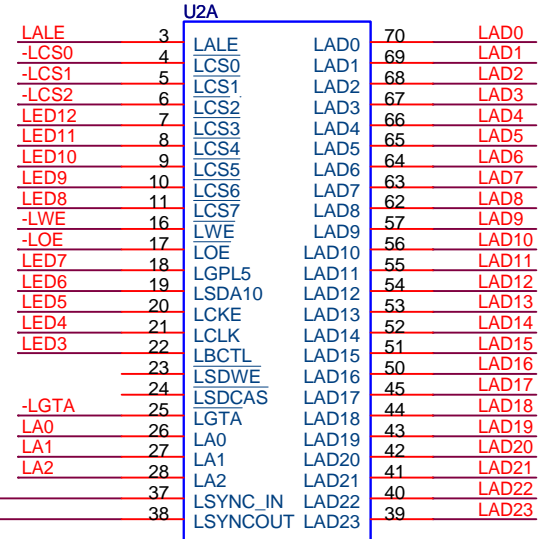 U2A
LALE 3 LALE LAD0 70 LAD0
-LCS0 4 LCS0 LAD1 69 LAD1
-LCS1 5 LCS1 LAD2 68 LAD2
-LCS2 6 LCS2 LAD3 67 LAD3
LED12 7 LCS3 LAD4 66 LAD4
LED11 8 LCS4 LAD5 65 LAD5
LED10 9 LCS5 LAD6 64 LAD6
LED9 10 LCS6 LAD7 63 LAD7
LED8 11 LCS7 LAD8 62 LAD8
-LWE 16 LWE LAD9 57 LAD9
-LOE 17 LOE LAD10 56 LAD10
LED7 18 LGPL5 LAD11 55 LAD11
LED6 19 LSDA10 LAD12 54 LAD12
LED5 20 LCKE LAD13 53 LAD13
LED4 21 LCLK LAD14 52 LAD14
LED3 22 LBCTL LAD15 51 LAD15
23 LSDWE LAD16 50 LAD16
24 LSDCAS LAD17 45 LAD17
-LGTA 25 LGTA LAD18 44 LAD18
LA0 26 LA0 LAD19 43 LAD19
LA1 27 LA1 LAD20 42 LAD20
LA2 28 LA2 LAD21 41 LAD21
37 LSYNC_IN LAD22 40 LAD22
38 LSYNCOUT LAD23 39 LAD23